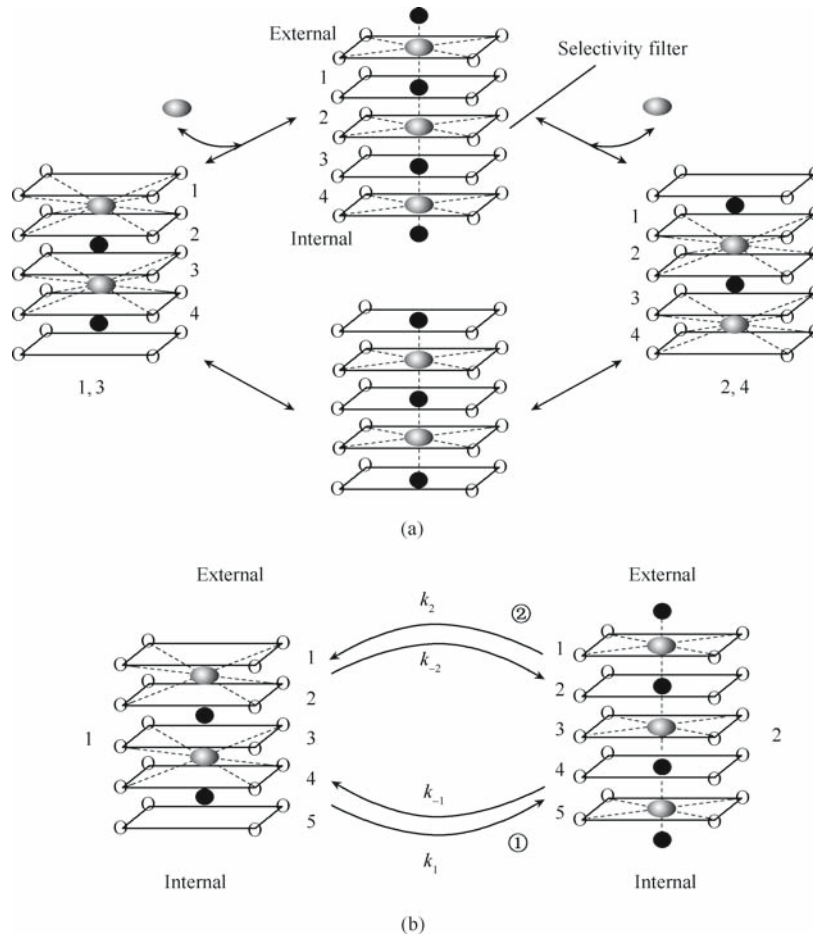 External
Selectivity filter
1
2
3
4
Internal
1
2
3
4
1, 3
1
2
3
4
2, 4
(a)
External
External
k2
②
k−2
1
2
3
4
5
1
1
2
3
4
5
2
k−1
k1
①
Internal
Internal
(b)